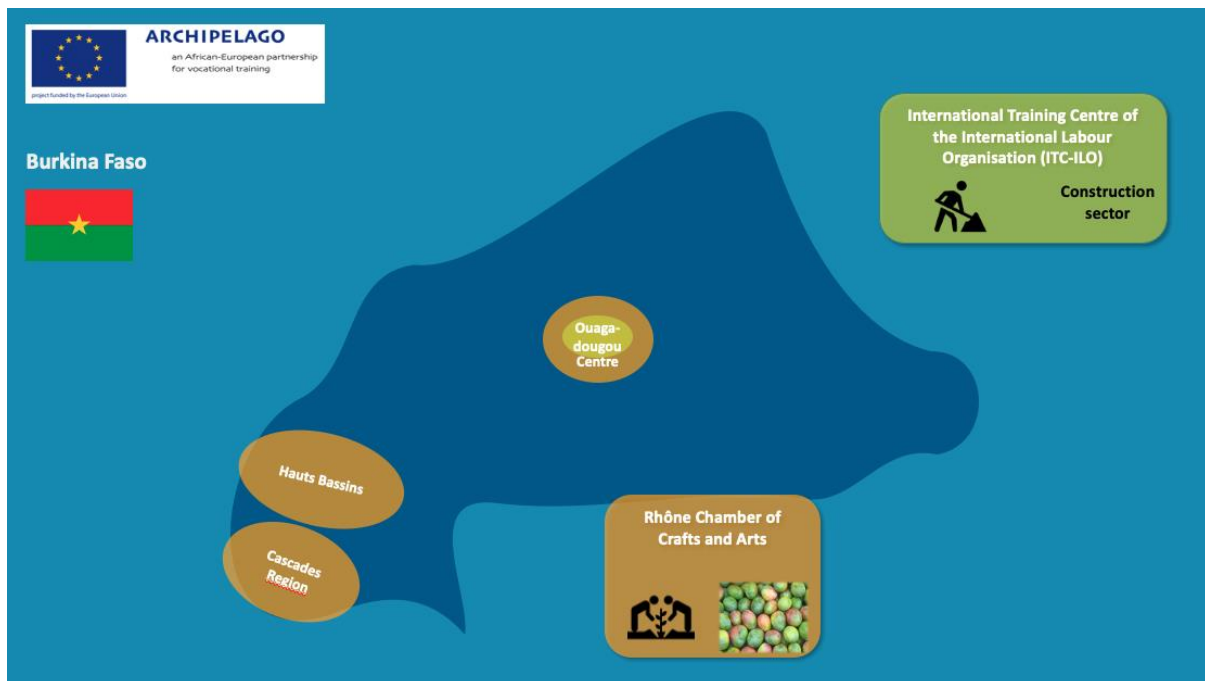 ARCHIPELAGO
an African-European partnership
for vocational training
project funded by the European Union
Burkina Faso
International Training Centre of
the International Labour
Organisation (ITC-ILO)
Construction
sector
Ouaga-
dougou
Centre
Hauts Bassins
Cascades
Region
Rhône Chamber of
Crafts and Arts